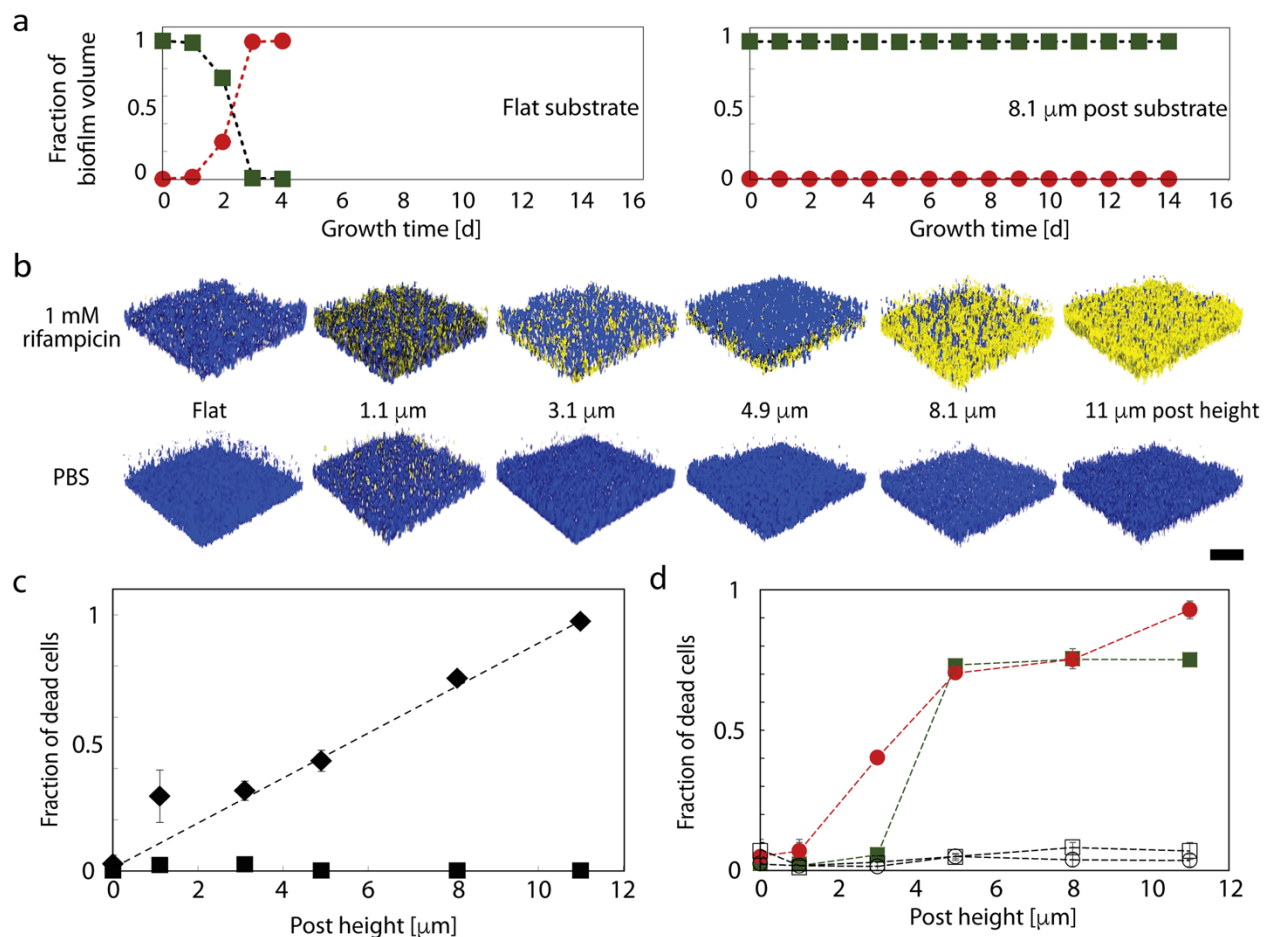 a
Fraction of
biofilm volume
1
0.5
0
Flat substrate
0 2 4 6 8 10 12 14 16
Growth time [d]
1
0.5
0
8.1 μm post substrate
0 2 4 6 8 10 12 14 16
Growth time [d]
b
1 mM
rifampicin
Flat 1.1 μm 3.1 μm 4.9 μm 8.1 μm 11 μm post height
PBS
c
Fraction of dead cells
1
0.5
0
0 2 4 6 8 10 12
Post height [μm]
d
Fraction of dead cells
1
0.5
0
0 2 4 6 8 10 12
Post height [μm]